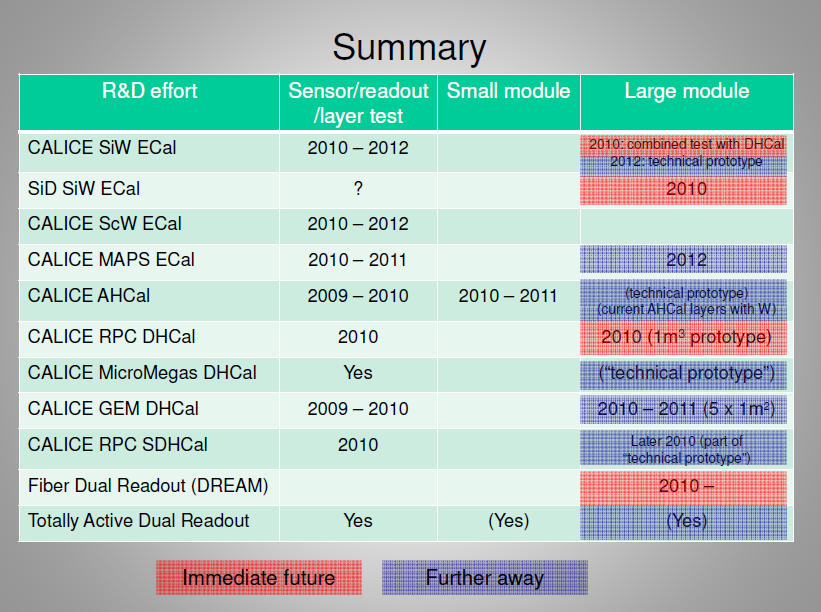 Summary
R&D effort Sensor/readout /layer test Small module Large module
CALICE SiW ECal 2010 – 2012 2010: combined test with DHCal
2012: technical prototype
SiD SiW ECal ? 2010
CALICE ScW ECal 2010 – 2012
CALICE MAPS ECal 2010 – 2011 2012
CALICE AHCal 2009 – 2010 2010 – 2011 (technical prototype)
(current AHCal layers with W)
CALICE RPC DHCal 2010 2010 (1m³ prototype)
CALICE MicroMegas DHCal Yes (“technical prototype”)
CALICE GEM DHCal 2009 – 2010 2010 – 2011 (5 x 1m²)
CALICE RPC SDHCal 2010 Later 2010 (part of
“technical prototype”)
Fiber Dual Readout (DREAM) 2010 –
Totally Active Dual Readout Yes (Yes) (Yes)
Immediate future Further away